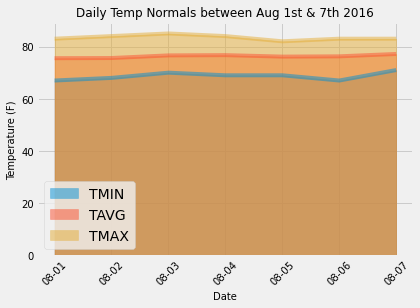 Daily Temp Normals between Aug 1st & 7th 2016
Temperature (F)
80
60
40
20
0
TMIN
TAVG
TMAX
08-01
08-02
08-03
08-04
08-05
08-06
08-07
Date